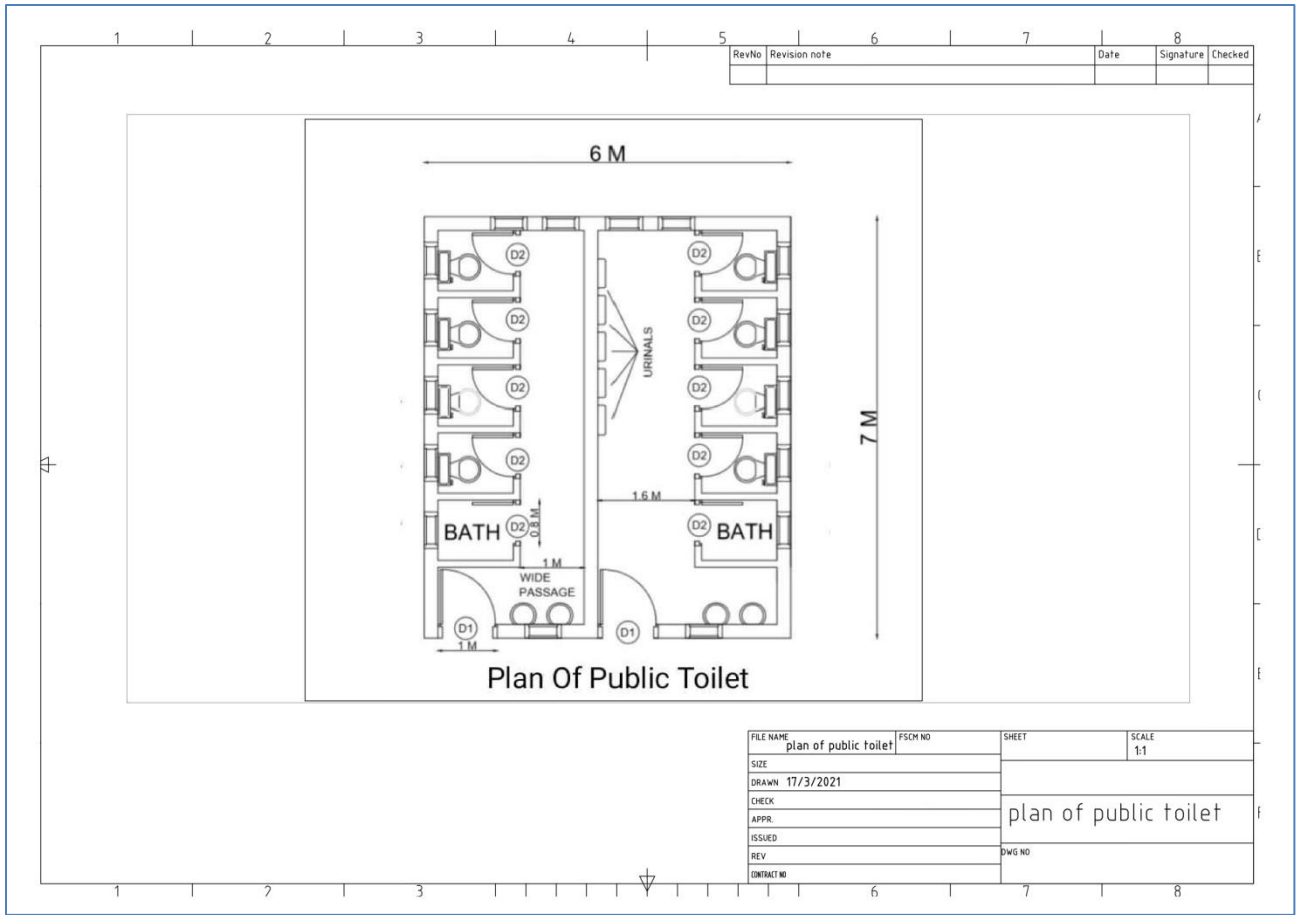 1 2 3 4 5 6 7 8
RevNo Revision note Date Signature Checked
6 M
D2 D2
D2 D2
URINALS
D2 D2
7 M
D2 D2
1.6 M
BATH D2 0.8 M D2 BATH
1 M
WIDE
PASSAGE
D1 D1
1 M
Plan Of Public Toilet
FILE NAME plan of public toilet FSCM NO SHEET SCALE
1:1
SIZE
DRAWN 17/3/2021
CHECK
APPR.
plan of public toilet
ISSUED
REV
DWG NO
CONTRACT NO
1 2 3 6 7 8